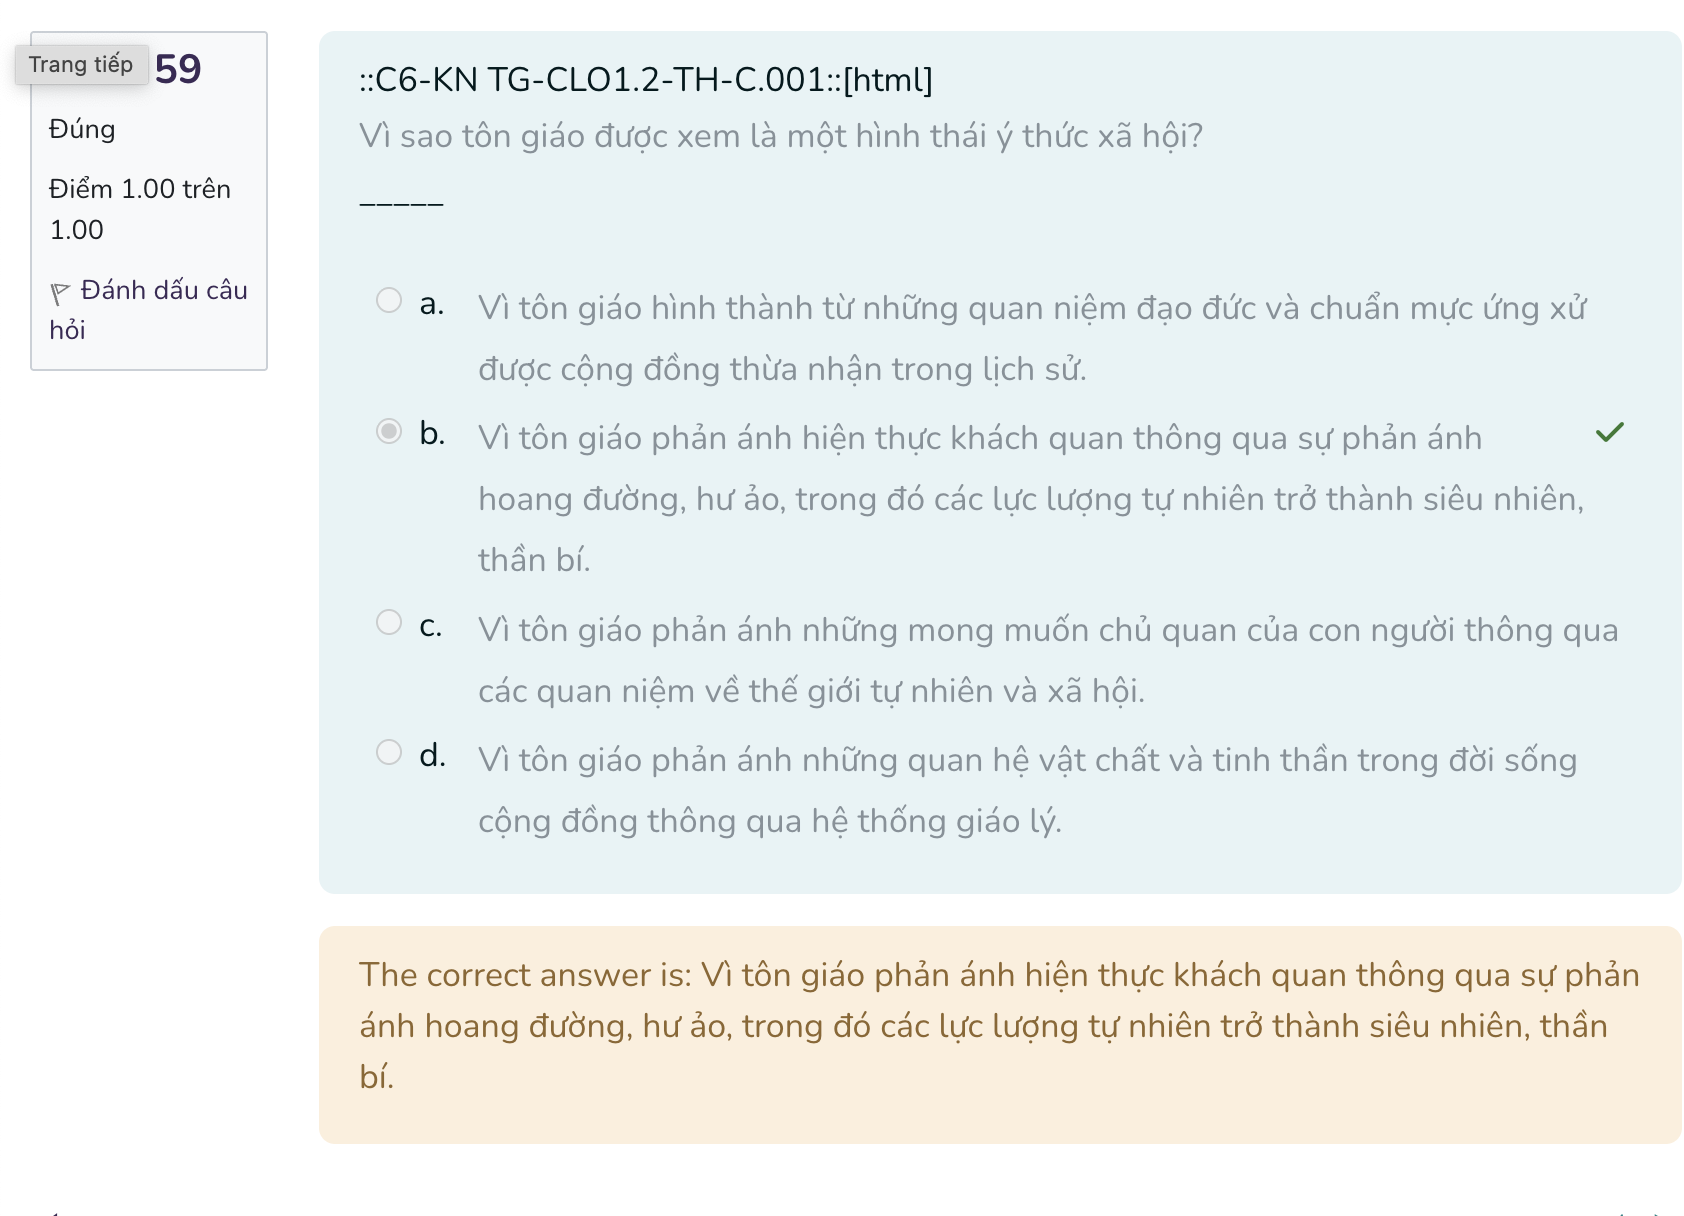 Trang tiếp
59
Đúng
Điểm 1.00 trên
1.00
Đánh dấu câu
hỏi
::C6-KN TG-CLO1.2-TH-C.001::[html]
Vì sao tôn giáo được xem là một hình thái ý thức xã hội?
_____
a. Vì tôn giáo hình thành từ những quan niệm đạo đức và chuẩn mực ứng xử
được cộng đồng thừa nhận trong lịch sử.
b. Vì tôn giáo phản ánh hiện thực khách quan thông qua sự phản ánh
hoang đường, hư ảo, trong đó các lực lượng tự nhiên trở thành siêu nhiên,
thần bí.
c. Vì tôn giáo phản ánh những mong muốn chủ quan của con người thông qua
các quan niệm về thế giới tự nhiên và xã hội.
d. Vì tôn giáo phản ánh những quan hệ vật chất và tinh thần trong đời sống
cộng đồng thông qua hệ thống giáo lý.
The correct answer is: Vì tôn giáo phản ánh hiện thực khách quan thông qua sự phản
ánh hoang đường, hư ảo, trong đó các lực lượng tự nhiên trở thành siêu nhiên, thần
bí.